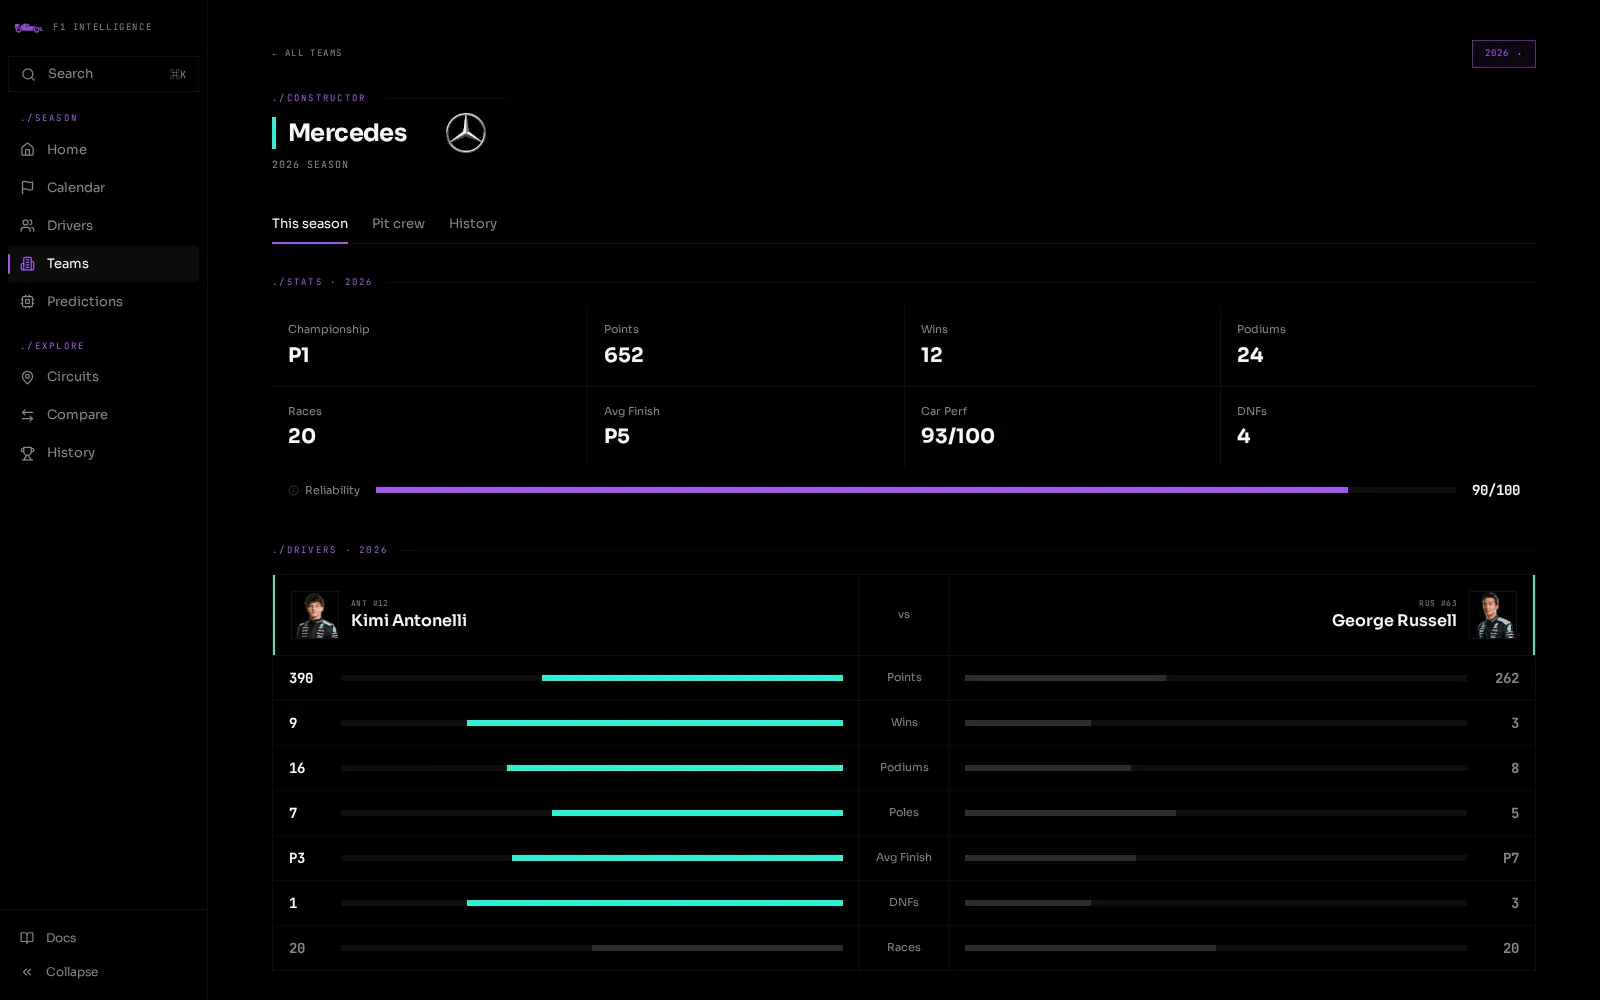 F1 INTELLIGENCE
Search ⌘K
./SEASON
Home
Calendar
Drivers
Teams
Predictions
./EXPLORE
Circuits
Compare
History
Docs
Collapse
← ALL TEAMS
2026 ·
./CONSTRUCTOR
Mercedes
2026 SEASON
This season Pit crew History
./STATS · 2026
Championship Points Wins Podiums
P1 652 12 24
Races Avg Finish Car Perf DNFs
20 P5 93/100 4
Reliability 90/100
./DRIVERS · 2026
ANT #12
Kimi Antonelli
vs
RUS #63
George Russell
390 Points 262
9 Wins 3
16 Podiums 8
7 Poles 5
P3 Avg Finish P7
1 DNFs 3
20 Races 20